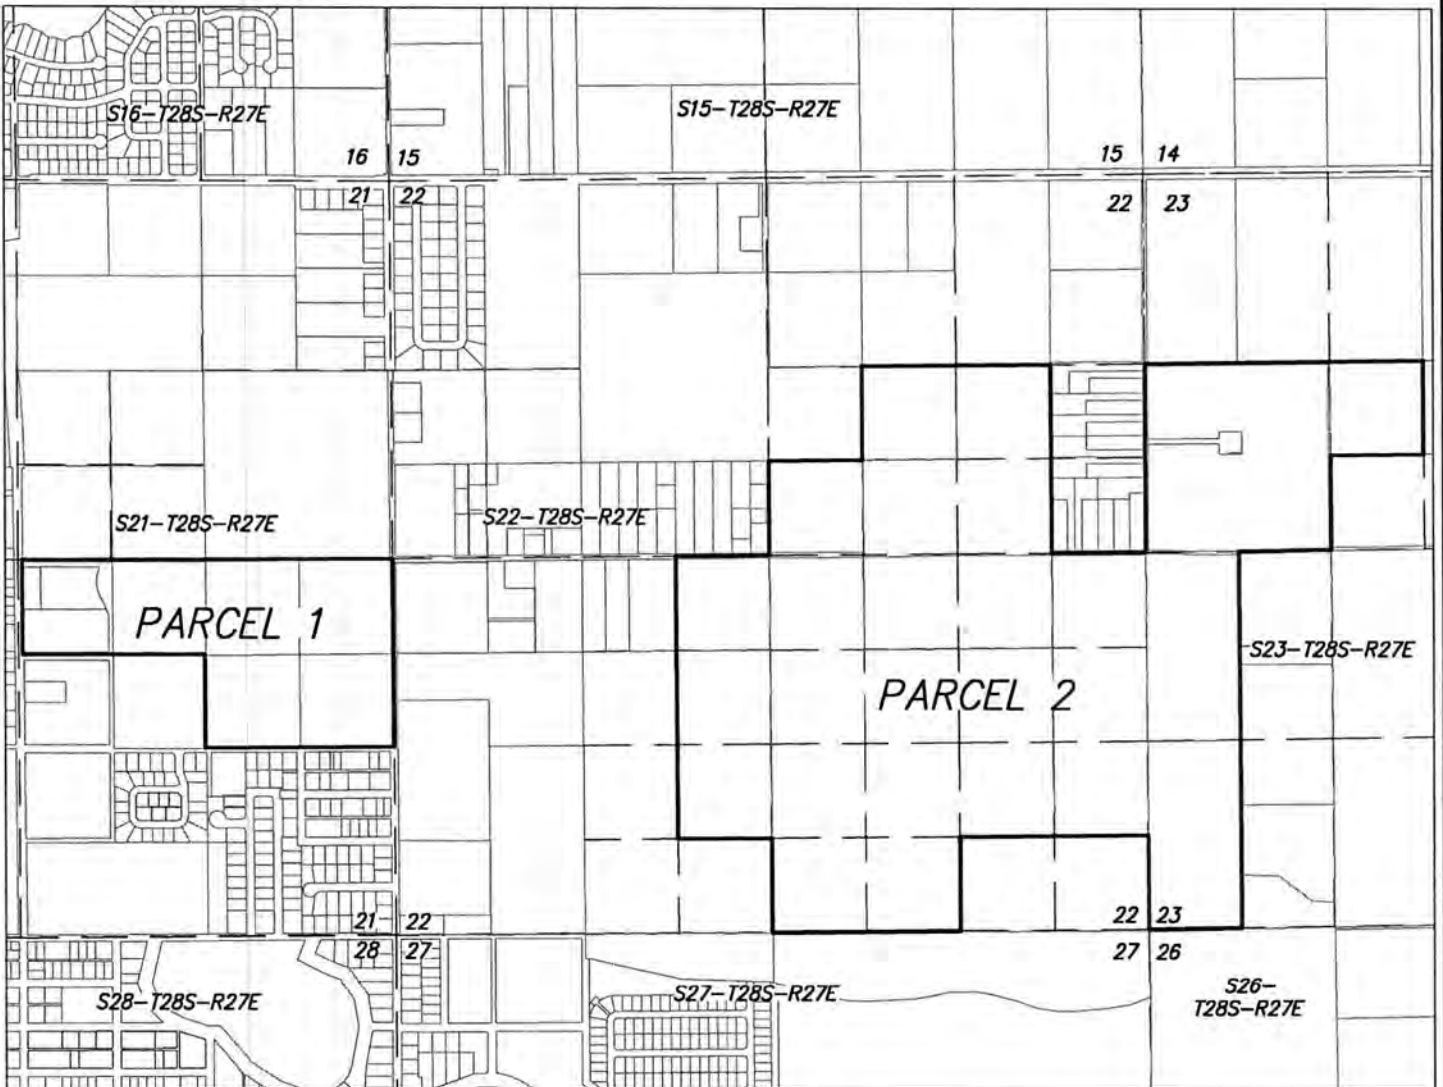 S16-T28S-R27E
S15-T28S-R27E
16 15
15 14
21 22
22 23
S21-T28S-R27E
S22-T28S-R27E
PARCEL 1
S23-T28S-R27E
PARCEL 2
21 22
22 23
28 27
27 26
S28-T28S-R27E
S27-T28S-R27E
S26-
T28S-R27E